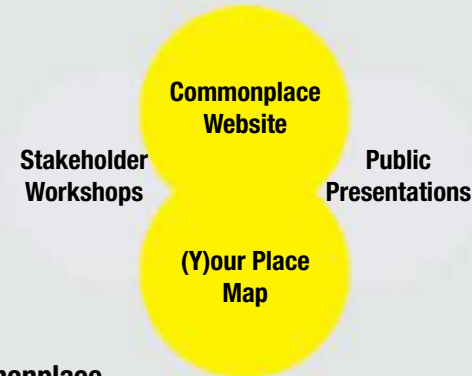 Commonplace
Website
Stakeholder
Workshops
Public
Presentations
(Y)our Place
Map